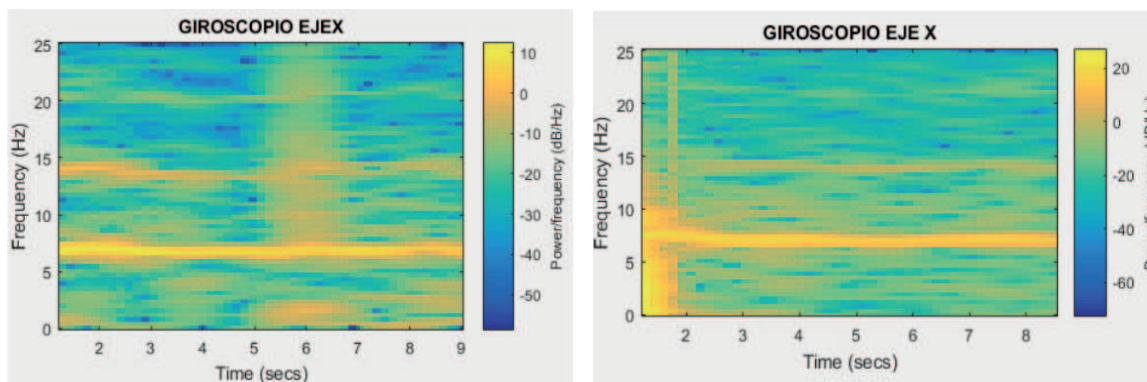 GIROSCOPIO EJEX
25
20
15
10
5
0
Frequency (Hz)
2 3 4 5 6 7 8 9
Time (secs)
10
0
-10
-20
-30
-40
-50
Power/frequency (dB/Hz)
GIROSCOPIO EJE X
25
20
15
10
5
0
Frequency (Hz)
2 3 4 5 6 7 8
Time (secs)
20
0
-20
-40
-60